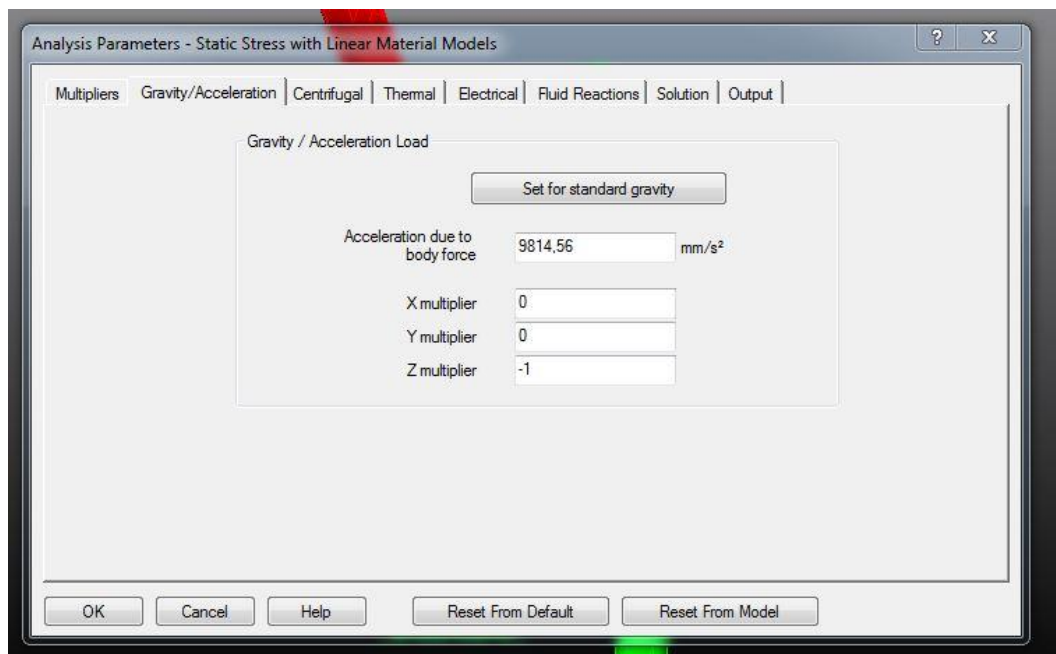 Analysis Parameters - Static Stress with Linear Material Models
? X
Multipliers Gravity/Acceleration Centrifugal Thermal Electrical Fluid Reactions Solution Output
Gravity / Acceleration Load
Set for standard gravity
Acceleration due to
body force 9814,56 mm/s²
X multiplier 0
Y multiplier 0
Z multiplier -1
OK Cancel Help Reset From Default Reset From Model